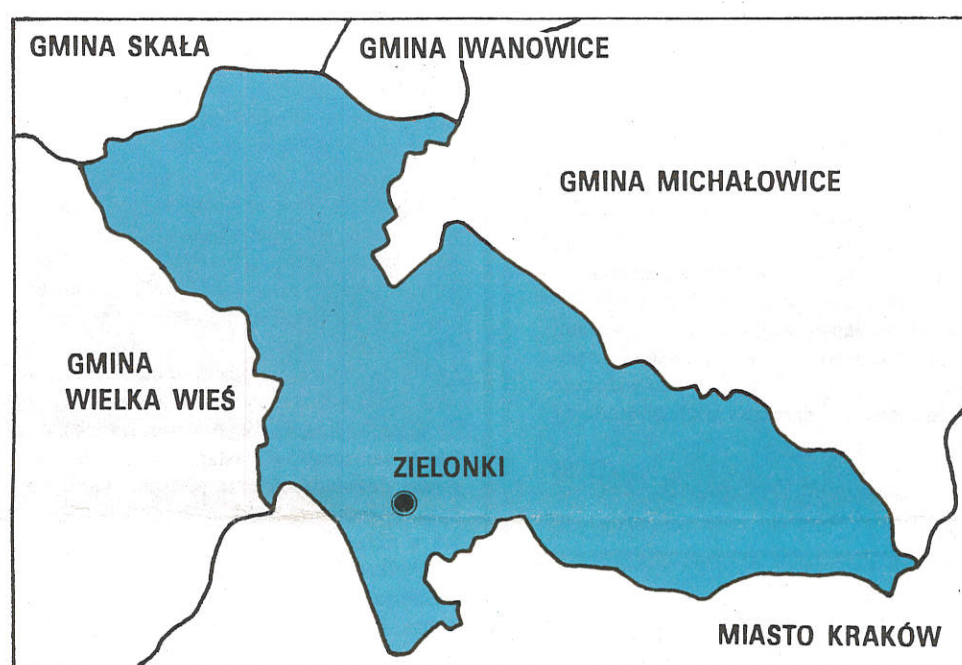 GMINA SKAŁA
GMINA IWANOWICE
GMINA MICHAŁOWICE
GMINA
WIELKA WIEŚ
ZIELONKI
MIASTO KRAKÓW